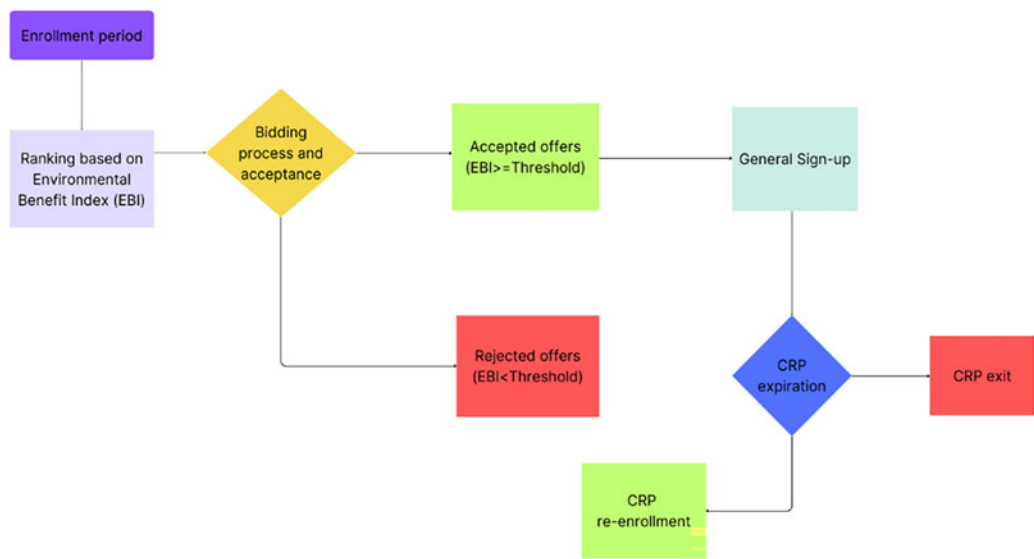 Enrollment period
Ranking based on
Environmental
Benefit Index (EBI)
Bidding
process and
acceptance
Accepted offers
(EBI>=Threshold)
General Sign-up
Rejected offers
(EBI<Threshold)
CRP
expiration
CRP exit
CRP
re-enrollment